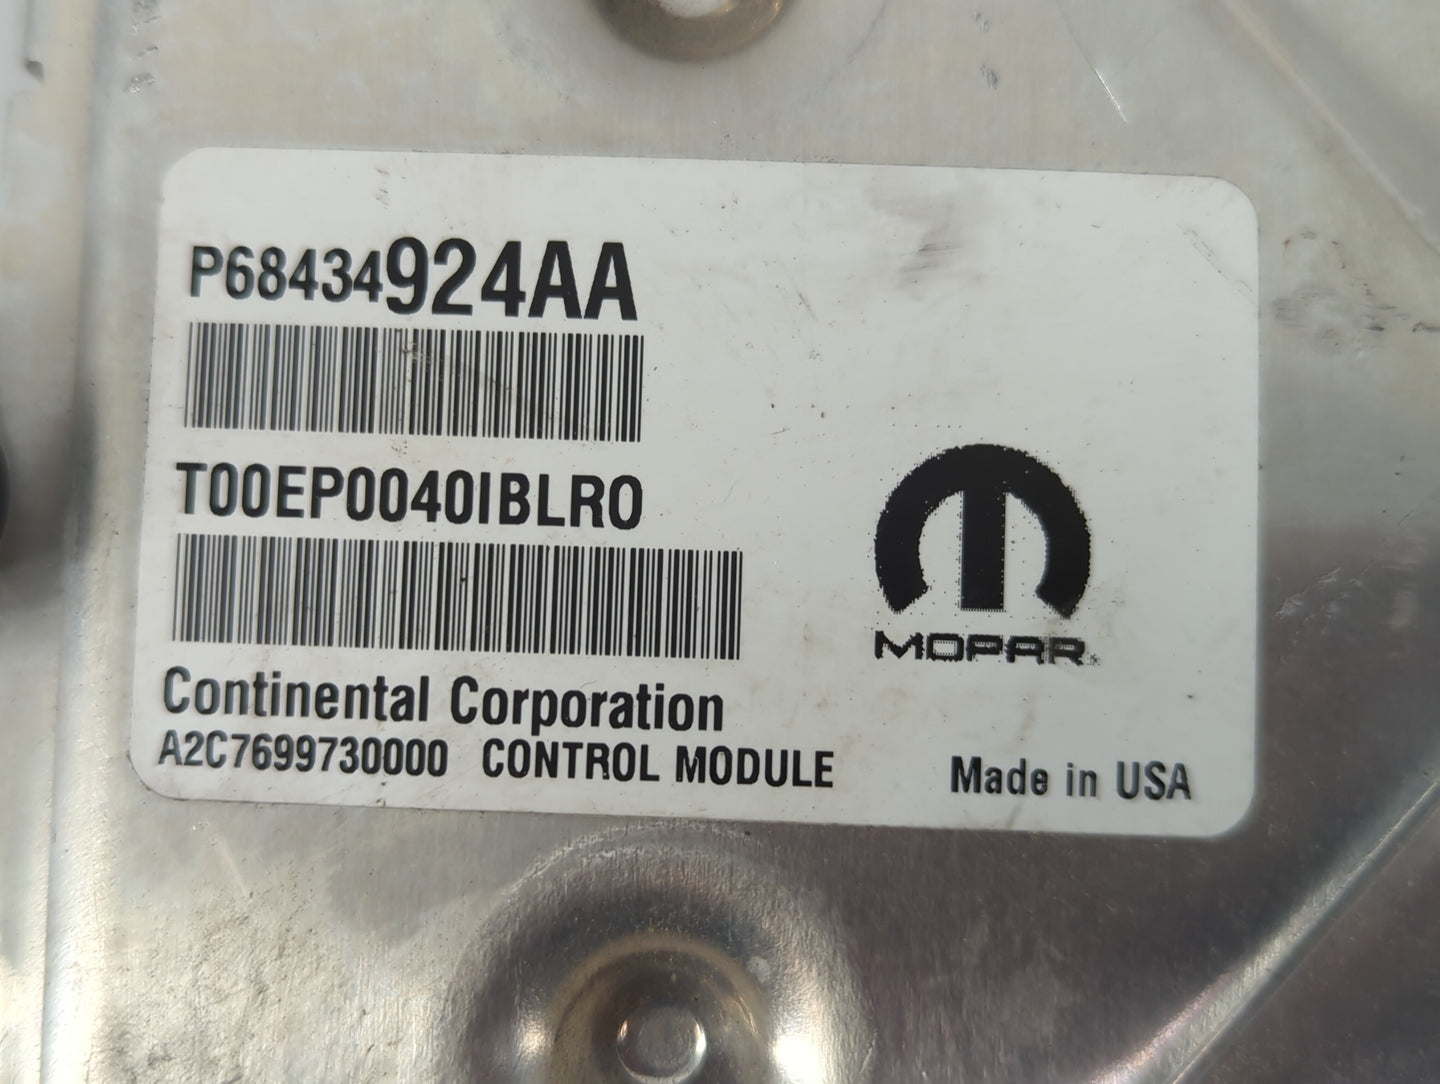 P68434924AA
T00EP0040IBLR0
MOPAR
Continental Corporation
A2C7699730000 CONTROL MODULE
Made in USA